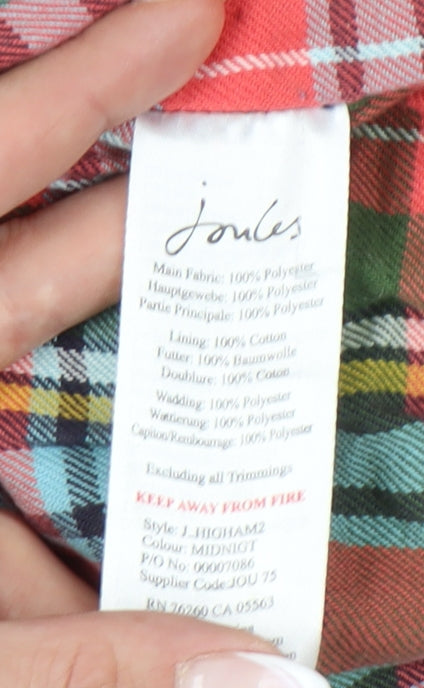 Joules
Main Fabric: 100% Polyester
Hauptgewebe: 100% Polyester
Partie Principale: 100% Polyester
Lining: 100% Cotton
Futter: 100% Baumwolle
Doublure: 100% Coton
Wadding: 100% Polyester
Wattierung: 100% Polyester
Capiton/Rembourrage: 100% Polyester
Excluding all Trimmings
KEEP AWAY FROM FIRE
Style: J_HIGHAM2
Colour: MIDNIGT
P/O No: 00007086
Supplier Code:JOU 75
RN 76260 CA 05563